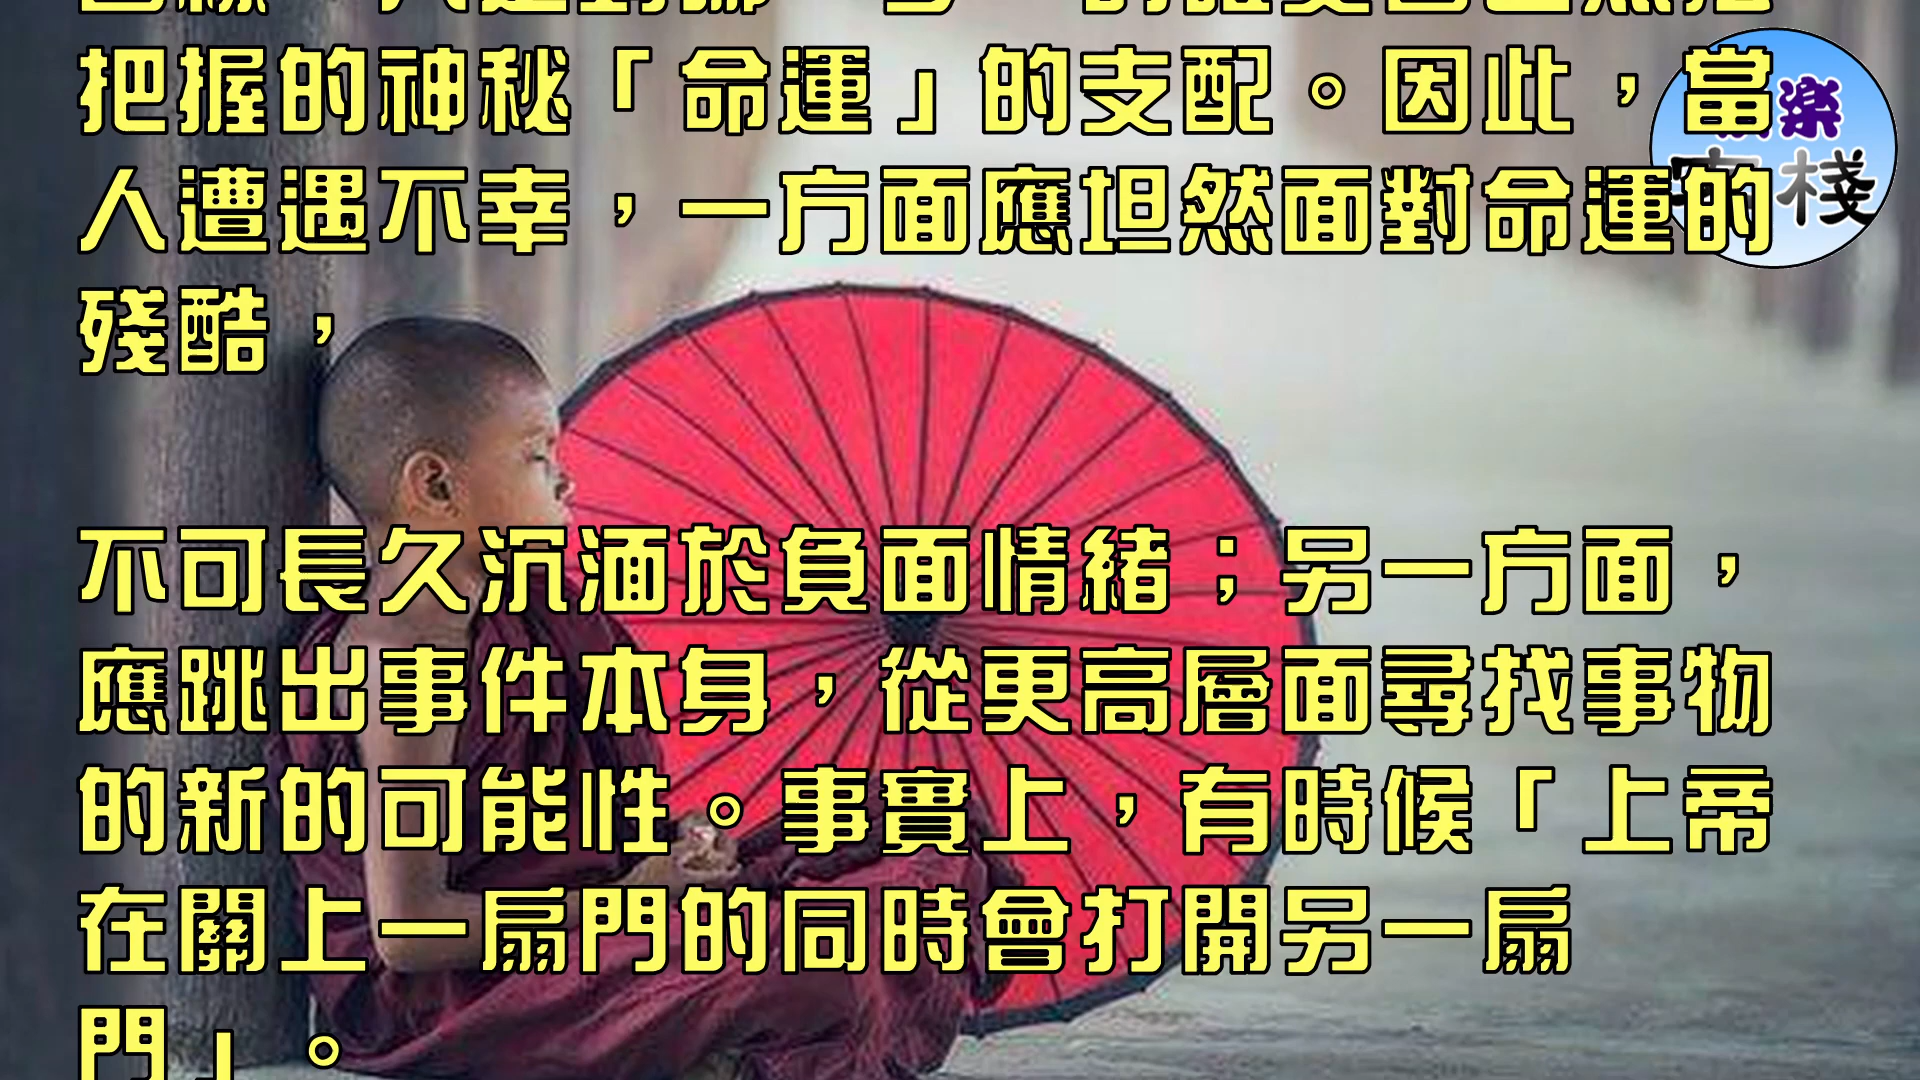 把握的神秘「命運」的支配。因此，當
人遭遇不幸，一方面應坦然面對命運的
殘酷，
不可長久沉湎於負面情緒；另一方面，
應跳出事件本身，從更高層面尋找事物
的新的可能性。事實上，有時候「上帝
在關上一扇門的同時會打開另一扇
門」。
楽
栈